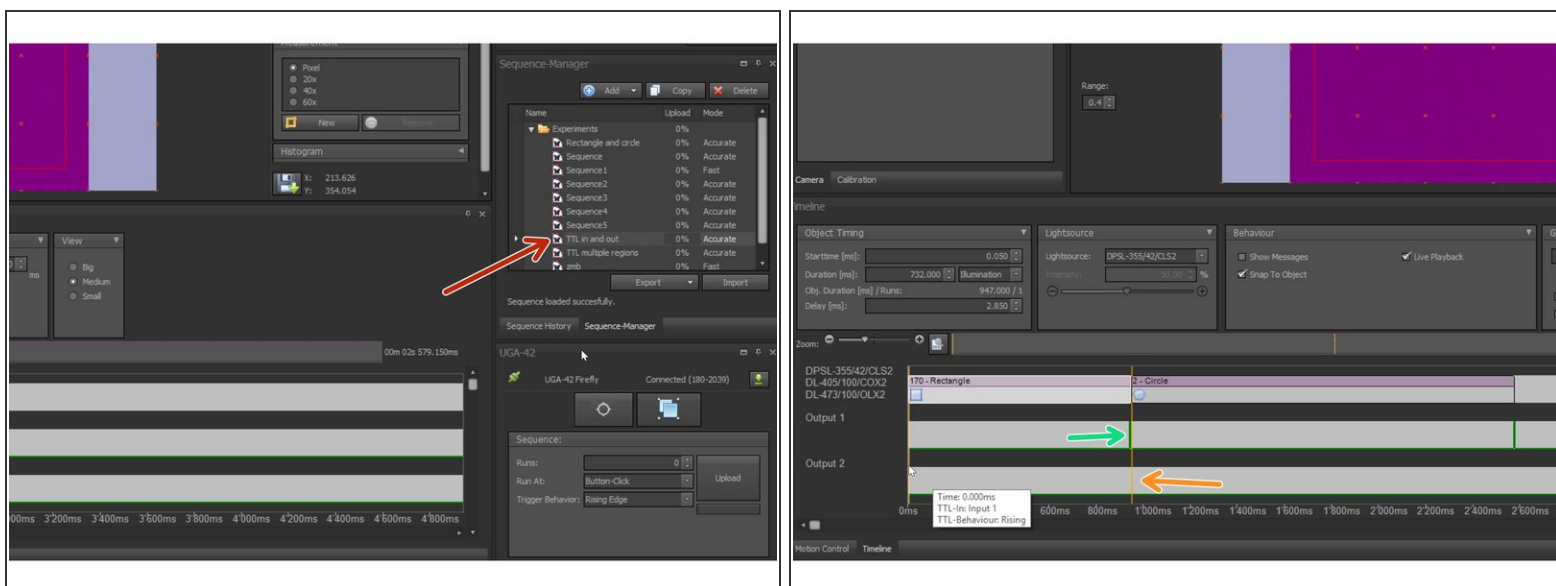 Measurement
Pixel
20x
40x
60x
New
Remove
Histogram
X: 213.626
Y: 354.054
View
ms
Big
Medium
Small
00m 02s 579.150ms
000ms 3'200ms 3'400ms 3'600ms 3'800ms 4'000ms 4'200ms 4'400ms 4'600ms 4'800ms
Sequence-Manager
Add Copy Delete
Name Upload Mode
Experiments 0%
Rectangle and circle 0% Accurate
Sequence 0% Accurate
Sequence1 0% Fast
Sequence2 0% Accurate
Sequence3 0% Accurate
Sequence4 0% Accurate
Sequence5 0% Accurate
TTL in and out 0% Accurate
TTL multiple regions 0% Accurate
zmb 0% Fast
Export Import
Sequence loaded succesfully.
Sequence History Sequence-Manager
UGA-42
UGA-42 Firefly Connected (180-2039)
Sequence:
Runs: 0
Run At: Button-Click
Trigger Behavior: Rising Edge
Upload
Range:
0.4
Camera Calibration
Timeline
Object Timing
Starttime [ms]: 0.050
Duration [ms]: 732.000 Illumination
Obj. Duration [ms] / Runs: 947.000 / 1
Delay [ms]: 2.850
Lightsource
Lightsource: DPSL-355/42/CLS2
Intensity: 50.00 %
Behaviour
Show Messages
Live Playback
Snap To Object
G
Zoom:
DPSL-355/42/CLS2
DL-405/100/COX2
DL-473/100/OLX2
170 - Rectangle
2 - Circle
Output 1
Output 2
Time: 0.000ms
TTL-In: Input 1
TTL-Behaviour: Rising
0ms 600ms 800ms 1'000ms 1'200ms 1'400ms 1'600ms 1'800ms 2'000ms 2'200ms 2'400ms 2'600ms
Motion Control Timeline